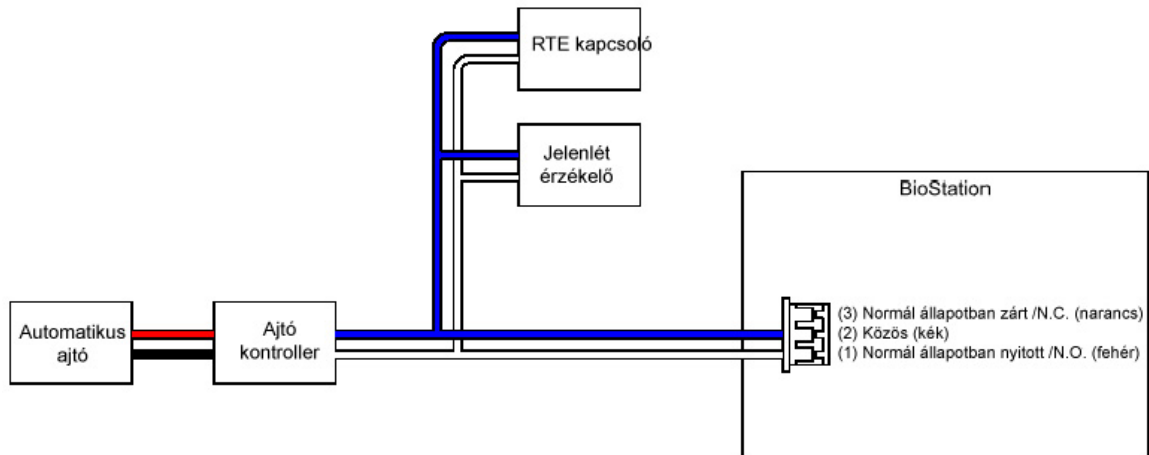 RTE kapcsoló
Jelenlét
érzékelő
BioStation
Automatikus
ajtó
Ajtó
kontroller
(3) Normál állapotban zárt /N.C. (narancs)
(2) Közös (kék)
(1) Normál állapotban nyitott /N.O. (fehér)